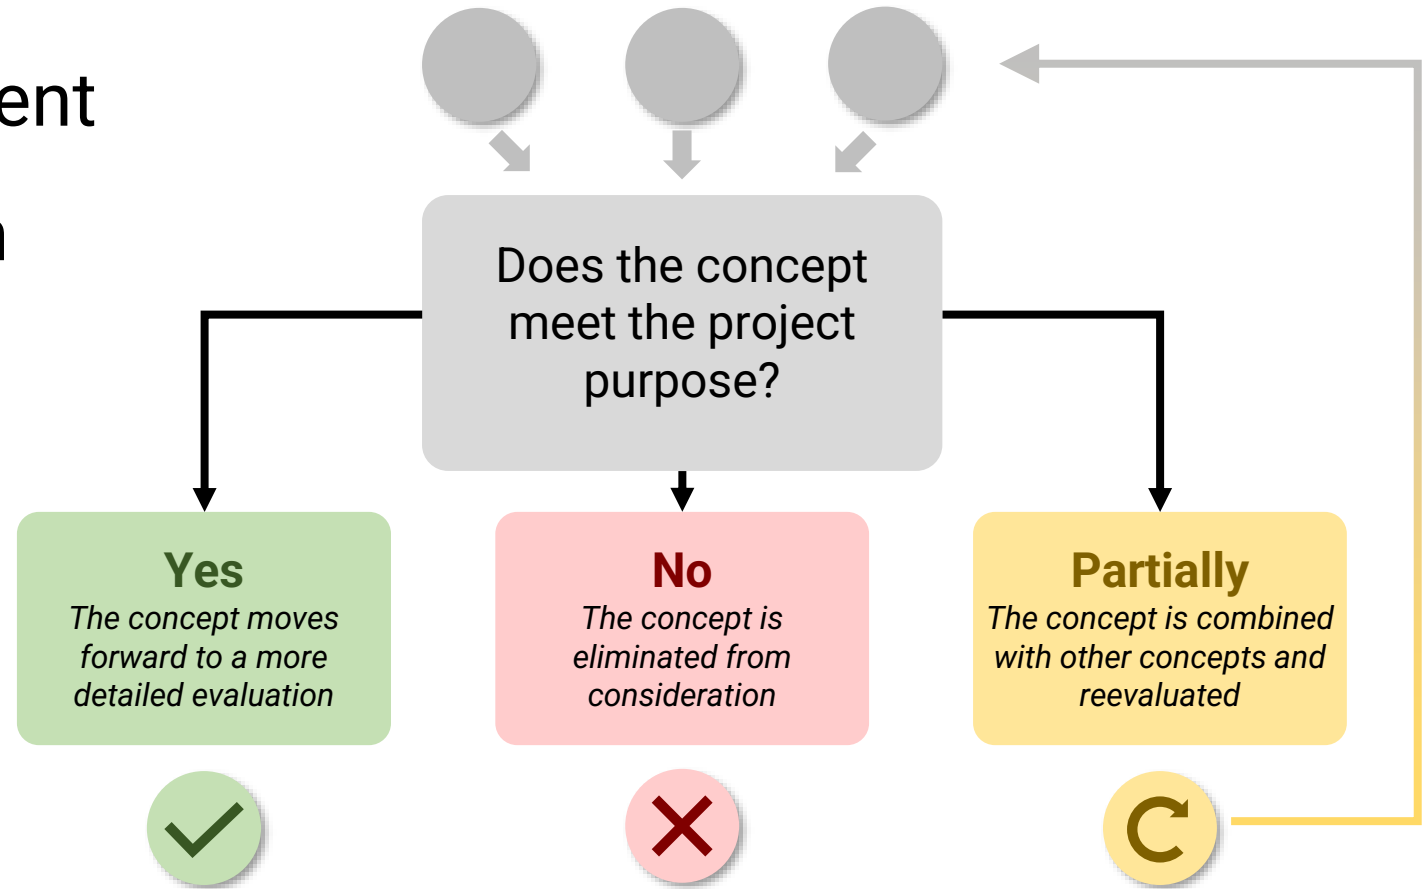 ent
Does the concept
meet the project
purpose?
Yes
The concept moves
forward to a more
detailed evaluation
No
The concept is
eliminated from
consideration
Partially
The concept is combined
with other concepts and
reevaluated